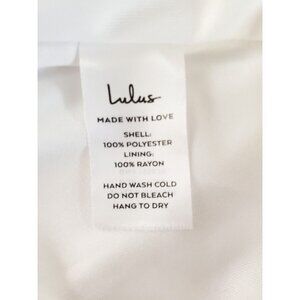 Lulus
MADE WITH LOVE
SHELL:
100% POLYESTER
LINING:
100% RAYON
HAND WASH COLD
DO NOT BLEACH
HANG TO DRY